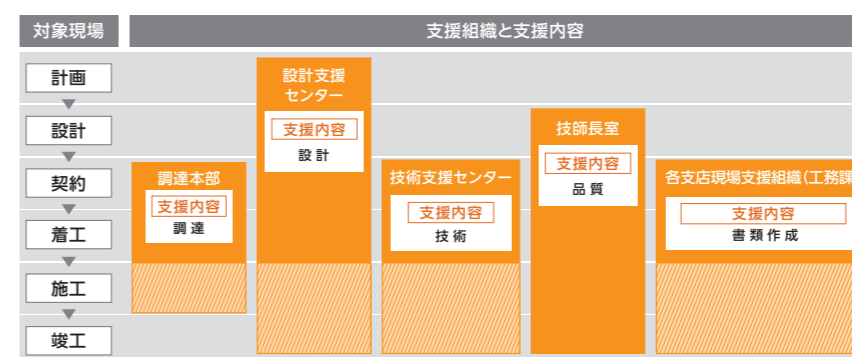 対象現場
支援組織と支援内容
計画
設計
契約
着工
施工
竣工
調達本部
支援内容
調達
設計支援
センター
支援内容
設計
技術支援センター
支援内容
技術
技師長室
支援内容
品質
各支店現場支援組織(工務課
支援内容
書類作成